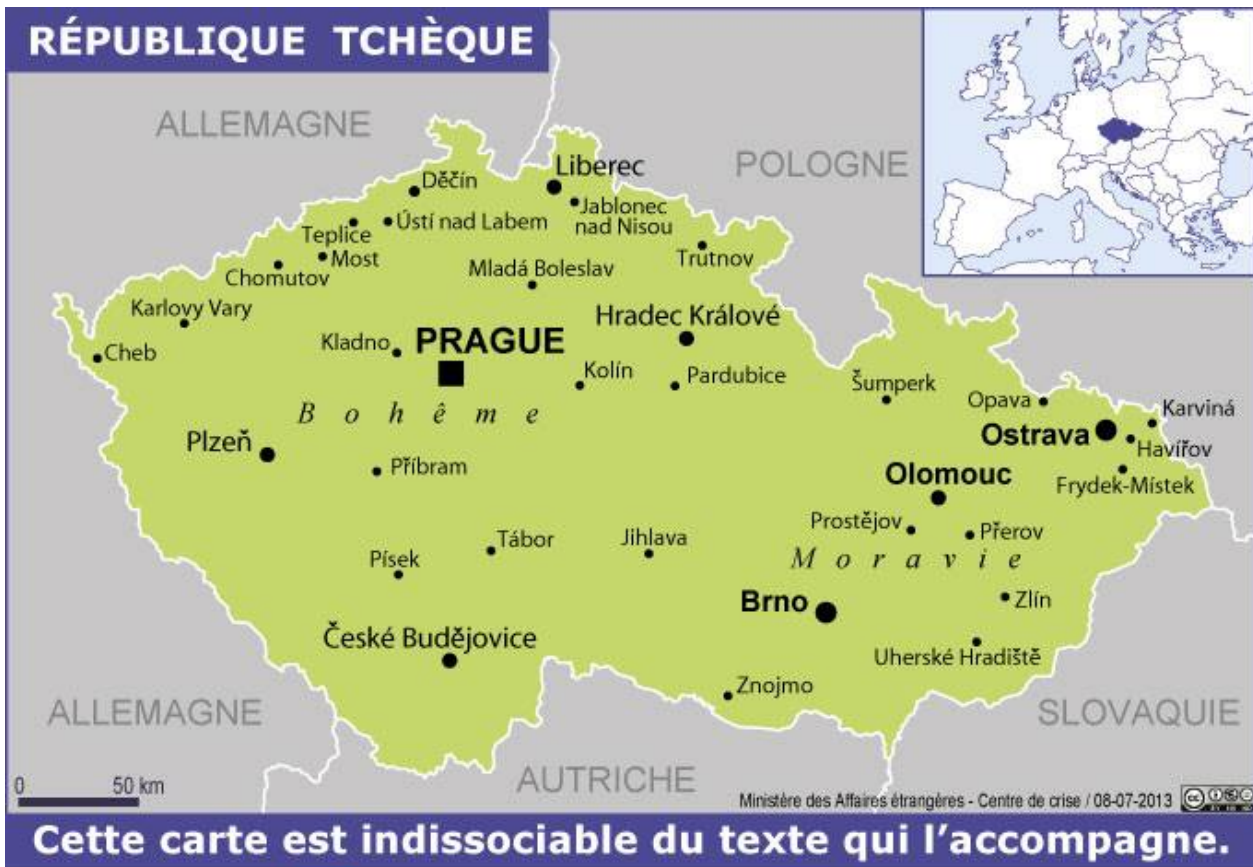 RÉPUBLIQUE TCHÈQUE
ALLEMAGNE
POLOGNE
Liberec
Děčín
Jablonec
nad Nisou
Ústí nad Labem
Teplice
Most
Trutnov
Chomutov
Mladá Boleslav
Karlovy Vary
Hradec Králové
Kladno
PRAGUE
Cheb
Kolín
Pardubice
Šumperk
Opava
Karviná
Bohême
Ostrava
Plzeň
Havířov
Příbram
Olomouc
Frydek-Místek
Prostějov
Přerov
Tábor
Jihlava
Písek
Moravie
Brno
Zlín
České Budějovice
Uherské Hradiště
Znojmo
ALLEMAGNE
SLOVAQUIE
AUTRICHE
0 50 km
Ministère des Affaires étrangères - Centre de crise / 08-07-2013
Cette carte est indissociable du texte qui l'accompagne.